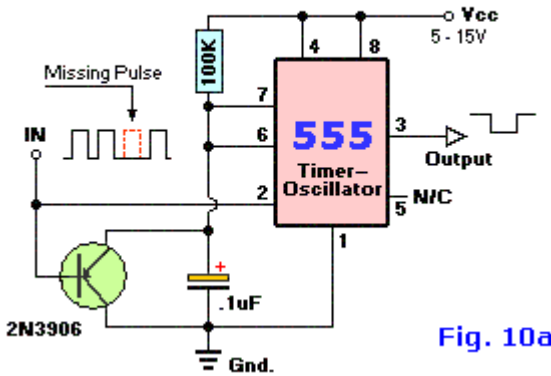 Vcc
5 - 15V
4
8
100K
Missing Pulse
7
IN
6
555
3
Timer-
Oscillator
Output
2
N/C
5
1
+
.1uF
2N3906
Gnd.
Fig. 10a